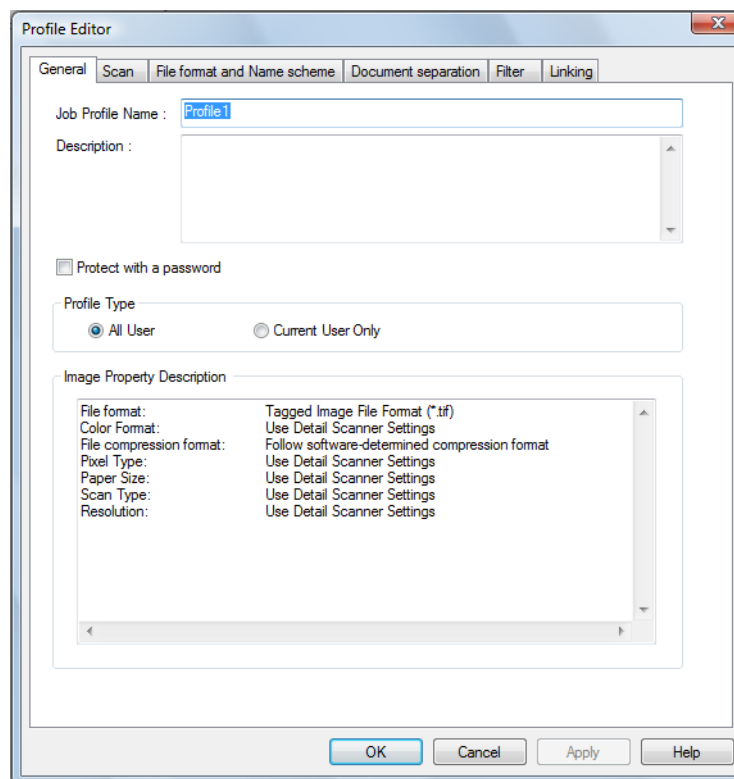 Profile Editor
General Scan File format and Name scheme Document separation Filter Linking
Job Profile Name : Profile1
Description :
Protect with a password
Profile Type
All User Current User Only
Image Property Description
File format: Tagged Image File Format (*.tif)
Color Format: Use Detail Scanner Settings
File compression format: Follow software-determined compression format
Pixel Type: Use Detail Scanner Settings
Paper Size: Use Detail Scanner Settings
Scan Type: Use Detail Scanner Settings
Resolution: Use Detail Scanner Settings
OK Cancel Apply Help